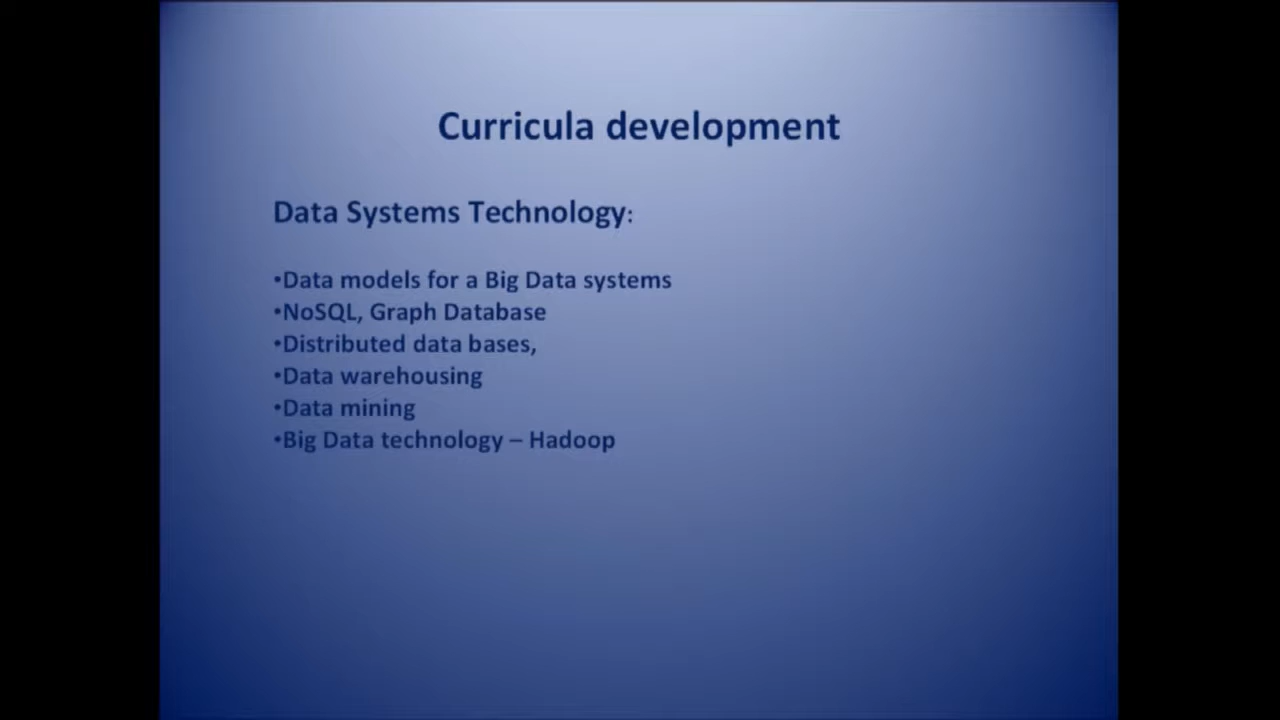 Curricula development
Data Systems Technology:
•Data models for a Big Data systems
•NoSQL, Graph Database
•Distributed data bases,
•Data warehousing
•Data mining
•Big Data technology – Hadoop